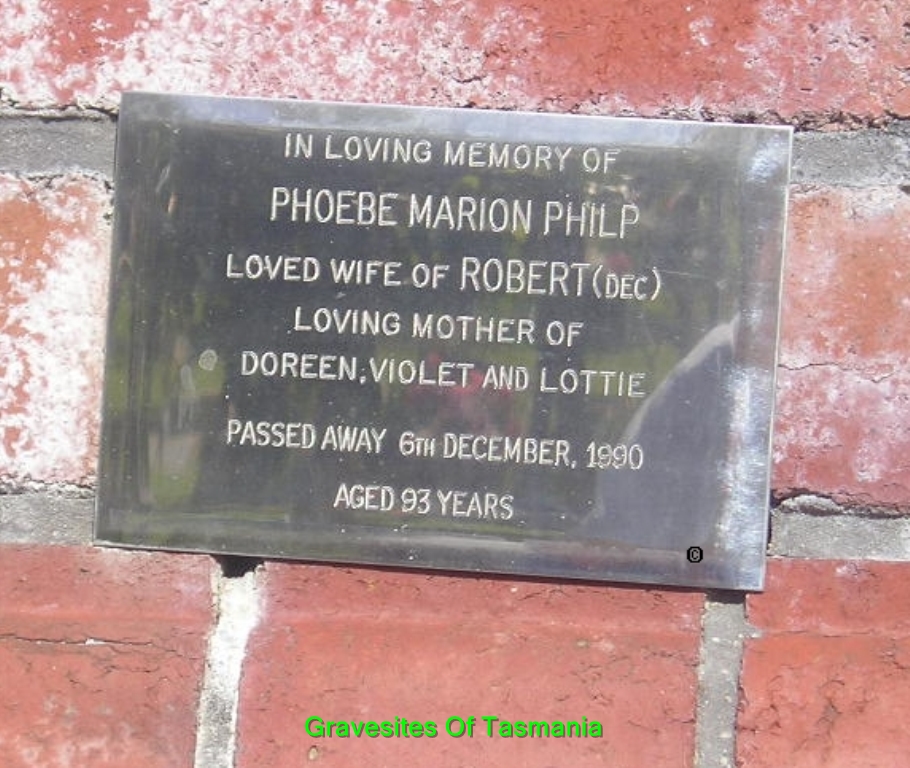 IN LOVING MEMORY OF
PHOEBE MARION PHILP
LOVED WIFE OF ROBERT (DEC)
LOVING MOTHER OF
DOREEN, VIOLET AND LOTTIE
PASSED AWAY 6TH DECEMBER, 1990
AGED 93 YEARS
©
Gravesites Of Tasmania